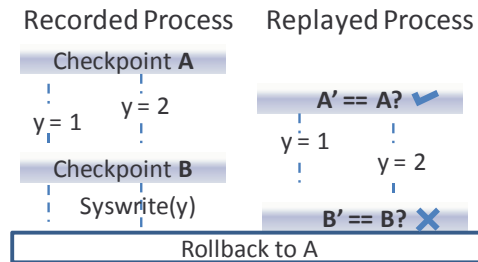 Recorded Process
Replayed Process
Checkpoint A
y = 1
y = 2
Checkpoint B
Syswrite(y)
A' == A? ✔
y = 1
y = 2
B' == B? ✖
Rollback to A